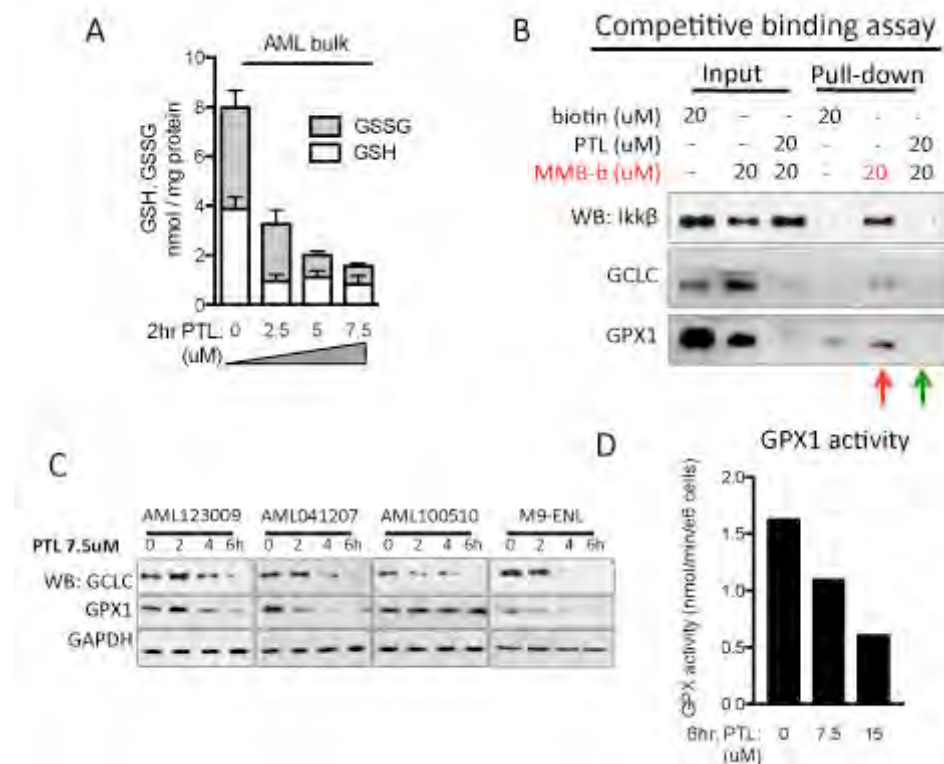 A
AML bulk
GSH, GSSG
nmol / mg protein
10
8
6
4
2
0
GSSG
GSH
2hr PTL: 0 2.5 5 7.5
(uM)
B
Competitive binding assay
Input Pull-down
biotin (uM) 20 - - 20 - -
PTL (uM) - - 20 - - 20
MMB-b (uM) - 20 20 - 20 20
WB: Ikkβ
GCLC
GPX1
C
AML123009 AML041207 AML100510 M9-ENL
PTL 7.5uM 0 2 4 6h 0 2 4 6h 0 2 4 6h 0 2 4 6h
WB: GCLC
GPX1
GAPDH
D
GPX1 activity
GPX activity (nmol/min/e6 cells)
2.0
1.5
1.0
0.5
0.0
6hr, PTL: 0 7.5 15
(uM)